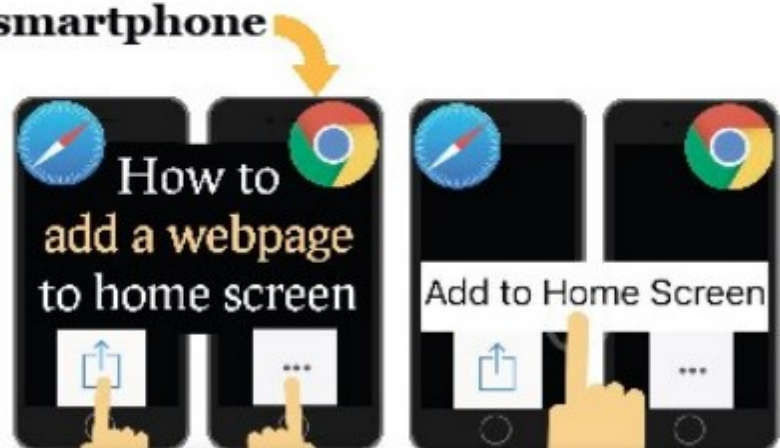 smartphone
How to
add a webpage
to home screen
Add to Home Screen